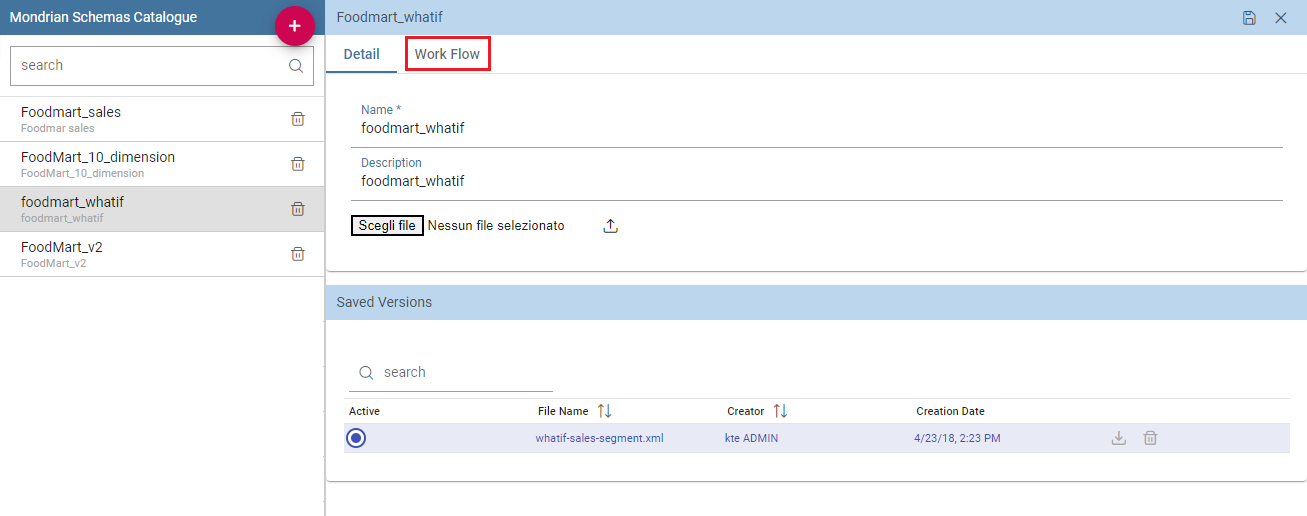 Mondrian Schemas Catalogue
+
search
Foodmart_sales
Foodmar sales
FoodMart_10_dimension
FoodMart_10_dimension
foodmart_whatif
foodmart_whatif
FoodMart_v2
FoodMart_v2
Foodmart_whatif
Detail Work Flow
Name *
foodmart_whatif
Description
foodmart_whatif
Scegli file Nessun file selezionato
Saved Versions
search
Active File Name Creator Creation Date
whatif-sales-segment.xml kte ADMIN 4/23/18, 2:23 PM